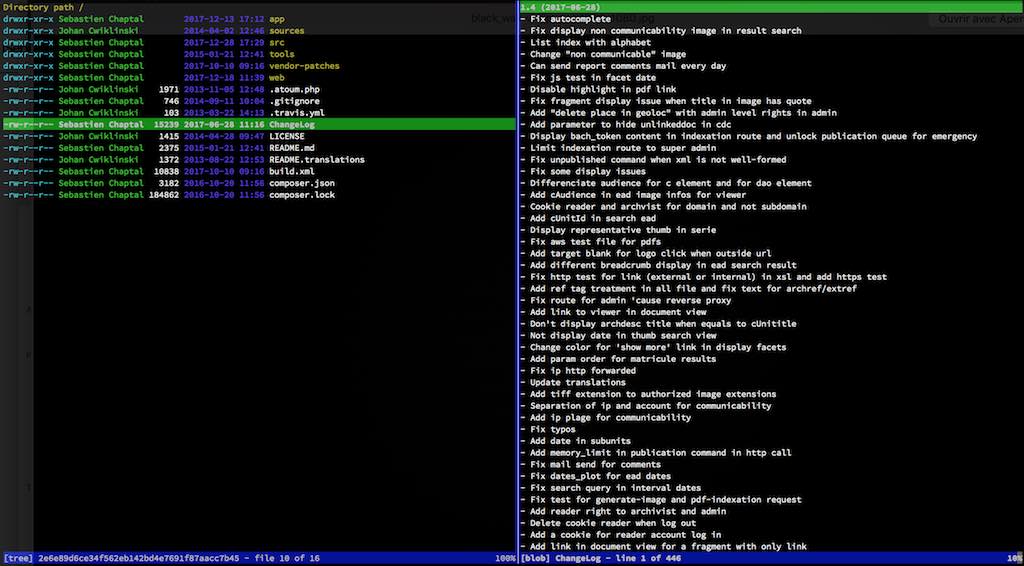 Directory path /
drwxr-xr-x Sebastien Chaptal 2017-12-13 17:12 app
drwxr-xr-x Johan Cwiklinski 2014-04-02 12:46 sources
drwxr-xr-x Sebastien Chaptal 2017-12-28 17:29 src
drwxr-xr-x Johan Cwiklinski 2015-01-21 12:41 tools
drwxr-xr-x Sebastien Chaptal 2017-10-10 09:16 vendor-patches
drwxr-xr-x Sebastien Chaptal 2017-12-18 11:39 web
-rw-r--r-- Johan Cwiklinski 1971 2013-11-05 12:48 .atoum.php
-rw-r--r-- Sebastien Chaptal 746 2014-09-11 10:04 .gitignore
-rw-r--r-- Johan Cwiklinski 103 2013-03-22 14:13 .travis.yml
-rw-r--r-- Sebastien Chaptal 15239 2017-06-28 11:16 ChangeLog
-rw-r--r-- Johan Cwiklinski 1415 2014-04-28 09:47 LICENSE
-rw-r--r-- Sebastien Chaptal 2375 2015-01-21 12:41 README.md
-rw-r--r-- Johan Cwiklinski 1372 2013-08-22 12:53 README.translations
-rw-r--r-- Sebastien Chaptal 10838 2017-10-10 09:16 build.xml
-rw-r--r-- Sebastien Chaptal 3182 2016-10-20 11:56 composer.json
-rw-r--r-- Sebastien Chaptal 184862 2016-10-20 11:56 composer.lock
[tree] 2e6e89d6ce34f562eb142bd4e7691f87aacc7b45 - file 10 of 16 100%
1.4 (2017-06-28)
- Fix autocomplete
- Fix display non communicability image in result search
- List index with alphabet
- Change "non communicable" image
- Can send report comments mail every day
- Fix js test in facet date
- Disable highlight in pdf link
- Fix fragment display issue when title in image has quote
- Add "delete place in geoloc" with admin level rights in admin
- Add parameter to hide unlinkeddoc in cdc
- Display bach_token content in indexation route and unlock publication queue for emergency
- Limit indexation route to super admin
- Fix unpublished command when xml is not well-formed
- Fix some display issues
- Differenciate audience for c element and for dao element
- Add cAudience in ead image infos for viewer
- Cookie reader and archvist for domain and not subdomain
- Add cUnitId in search ead
- Display representative thumb in serie
- Fix aws test file for pdfs
- Add target blank for logo click when outside url
- Add different breadcrumb display in ead search result
- Fix http test for link (external or internal) in xsl and add https test
- Add ref tag treatment in all file and fix text for archref/extref
- Fix route for admin 'cause reverse proxy
- Add link to viewer in document view
- Don't display archdesc title when equals to cUnititle
- Not display date in thumb search view
- Change color for 'show more' link in display facets
- Add param order for matricule results
- Fix ip http forwarded
- Update translations
- Add tiff extension to authorized image extensions
- Separation of ip and account for communicability
- Add ip plage for communicability
- Fix typos
- Add date in subunits
- Add memory_limit in publication command in http call
- Fix mail send for comments
- Fix dates_plot for ead dates
- Fix search query in interval dates
- Fix test for generate-image and pdf-indexation request
- Add reader right to archivist and admin
- Delete cookie reader when log out
- Add a cookie for reader account log in
- Add link in document view for a fragment with only link
[blob] ChangeLog - line 1 of 446 10%